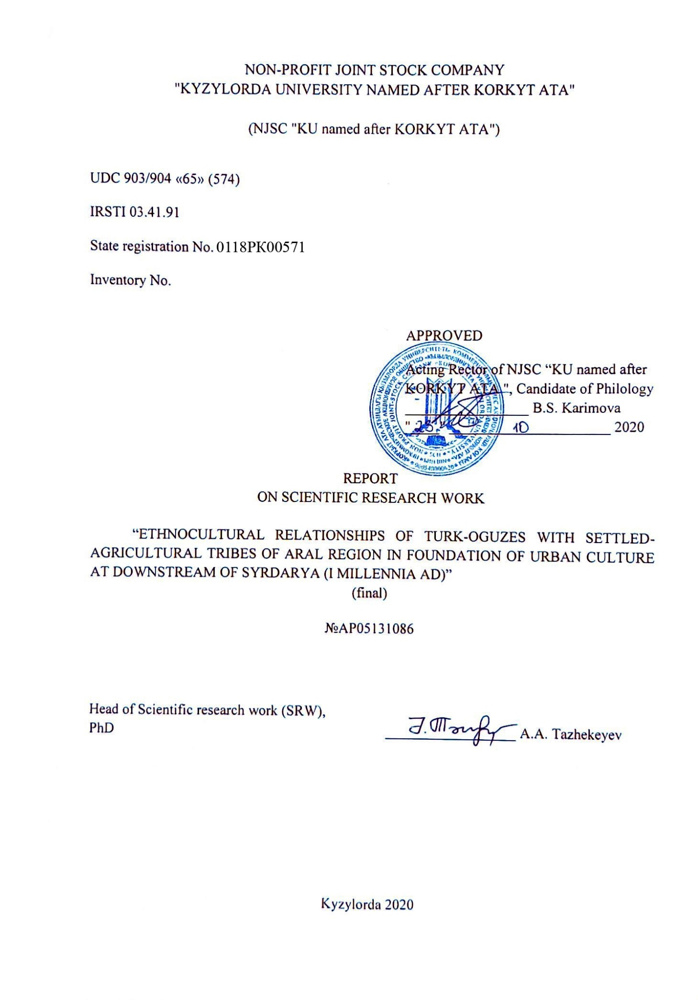 NON-PROFIT JOINT STOCK COMPANY
"KYZYLORDA UNIVERSITY NAMED AFTER KORKYT ATA"
(NJSC "KU named after KORKYT ATA")
UDC 903/904 «65» (574)
IRSTI 03.41.91
State registration No. 0118РК00571
Inventory No.
APPROVED
Acting Rector of NJSC “KU named after
KORKYT ATA ", Candidate of Philology
B.S. Karimova
" 23 " 10 2020
REPORT
ON SCIENTIFIC RESEARCH WORK
“ETHNOCULTURAL RELATIONSHIPS OF TURK-OGUZES WITH SETTLED-
AGRICULTURAL TRIBES OF ARAL REGION IN FOUNDATION OF URBAN CULTURE
AT DOWNSTREAM OF SYRDARYA (I MILLENNIA AD)”
(final)
№AP05131086
Head of Scientific research work (SRW),
PhD
A.A. Tazhekeyev
Kyzylorda 2020